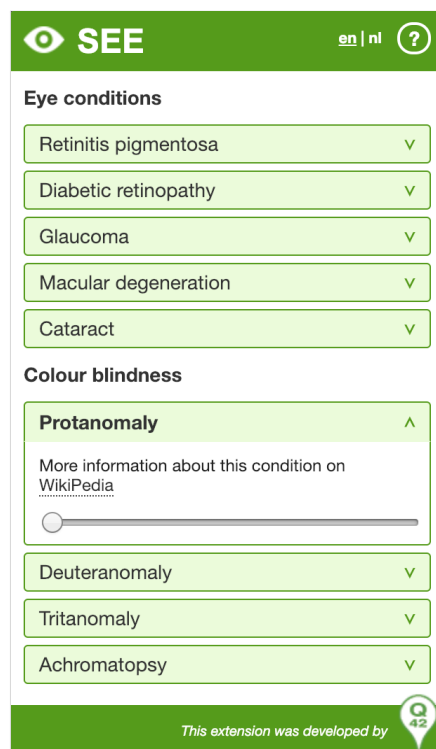 SEE
en | nl ?
Eye conditions
Retinitis pigmentosa
Diabetic retinopathy
Glaucoma
Macular degeneration
Cataract
Colour blindness
Protanomaly
More information about this condition on
WikiPedia
Deuteranomaly
Tritanomaly
Achromatopsy
This extension was developed by
Q
42